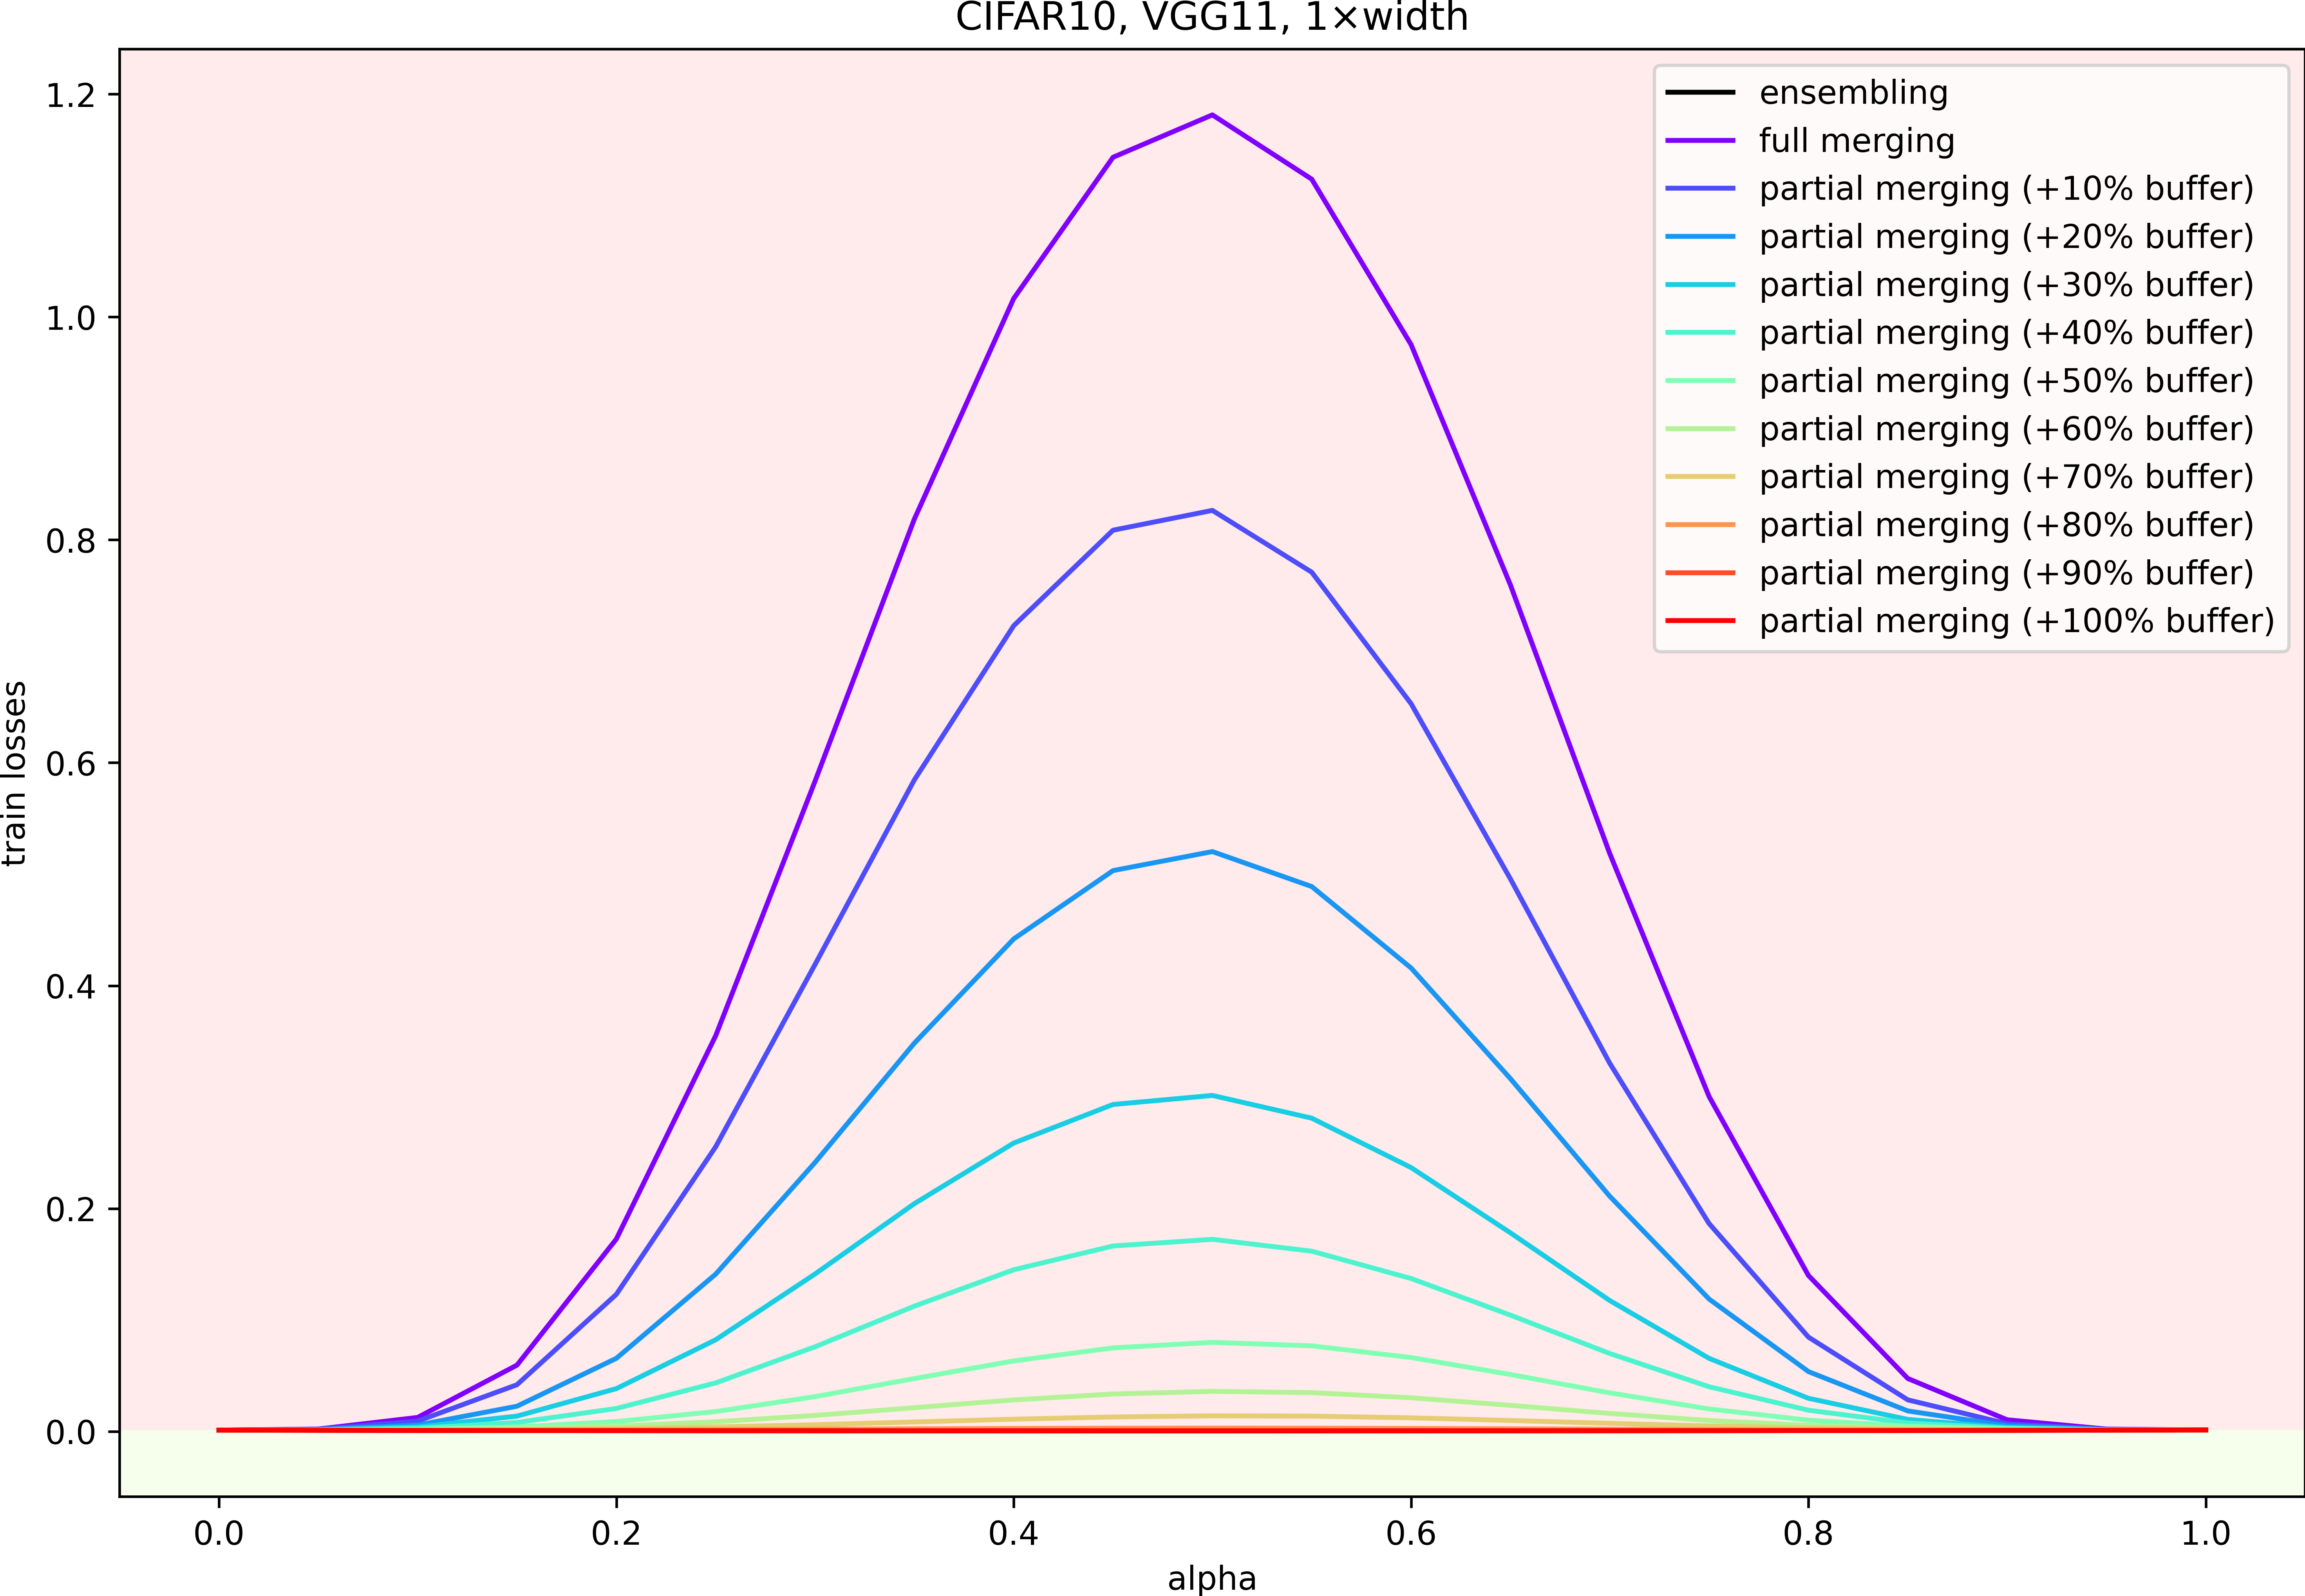 CIFAR10, VGG11, 1×width
ensembling
full merging
partial merging (+10% buffer)
partial merging (+20% buffer)
partial merging (+30% buffer)
partial merging (+40% buffer)
partial merging (+50% buffer)
partial merging (+60% buffer)
partial merging (+70% buffer)
partial merging (+80% buffer)
partial merging (+90% buffer)
partial merging (+100% buffer)
train losses
1.2
1.0
0.8
0.6
0.4
0.2
0.0
0.0 0.2 0.4 0.6 0.8 1.0
alpha